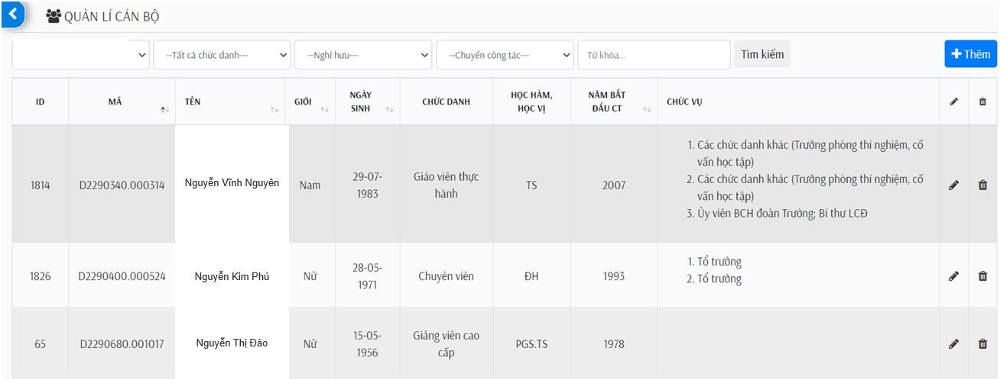 QUẢN LÍ CÁN BỘ
--Tất cả chức danh--- --Nghỉ hưu--- --Chuyển công tác--- Từ khóa... Tìm kiếm Thêm
ID MÃ TÊN GIỚI NGÀY SINH CHỨC DANH HỌC HÀM, HỌC VỊ NĂM BẮT ĐẦU CT CHỨC VỤ
1814 D2290340.000314 Nguyễn Vĩnh Nguyên Nam 29-07-1983 Giáo viên thực hành TS 2007
1. Các chức danh khác (Trưởng phòng thí nghiệm, cố
vấn học tập)
2. Các chức danh khác (Trưởng phòng thí nghiệm, cố
vấn học tập)
3. Ủy viên BCH đoàn Trường; Bí thư LCĐ
1826 D2290400.000524 Nguyễn Kim Phú Nữ 28-05-1971 Chuyên viên ĐH 1993
1. Tổ trưởng
2. Tổ trưởng
65 D2290680.001017 Nguyễn Thị Đào Nữ 15-05-1956 Giảng viên cao cấp PGS.TS 1978